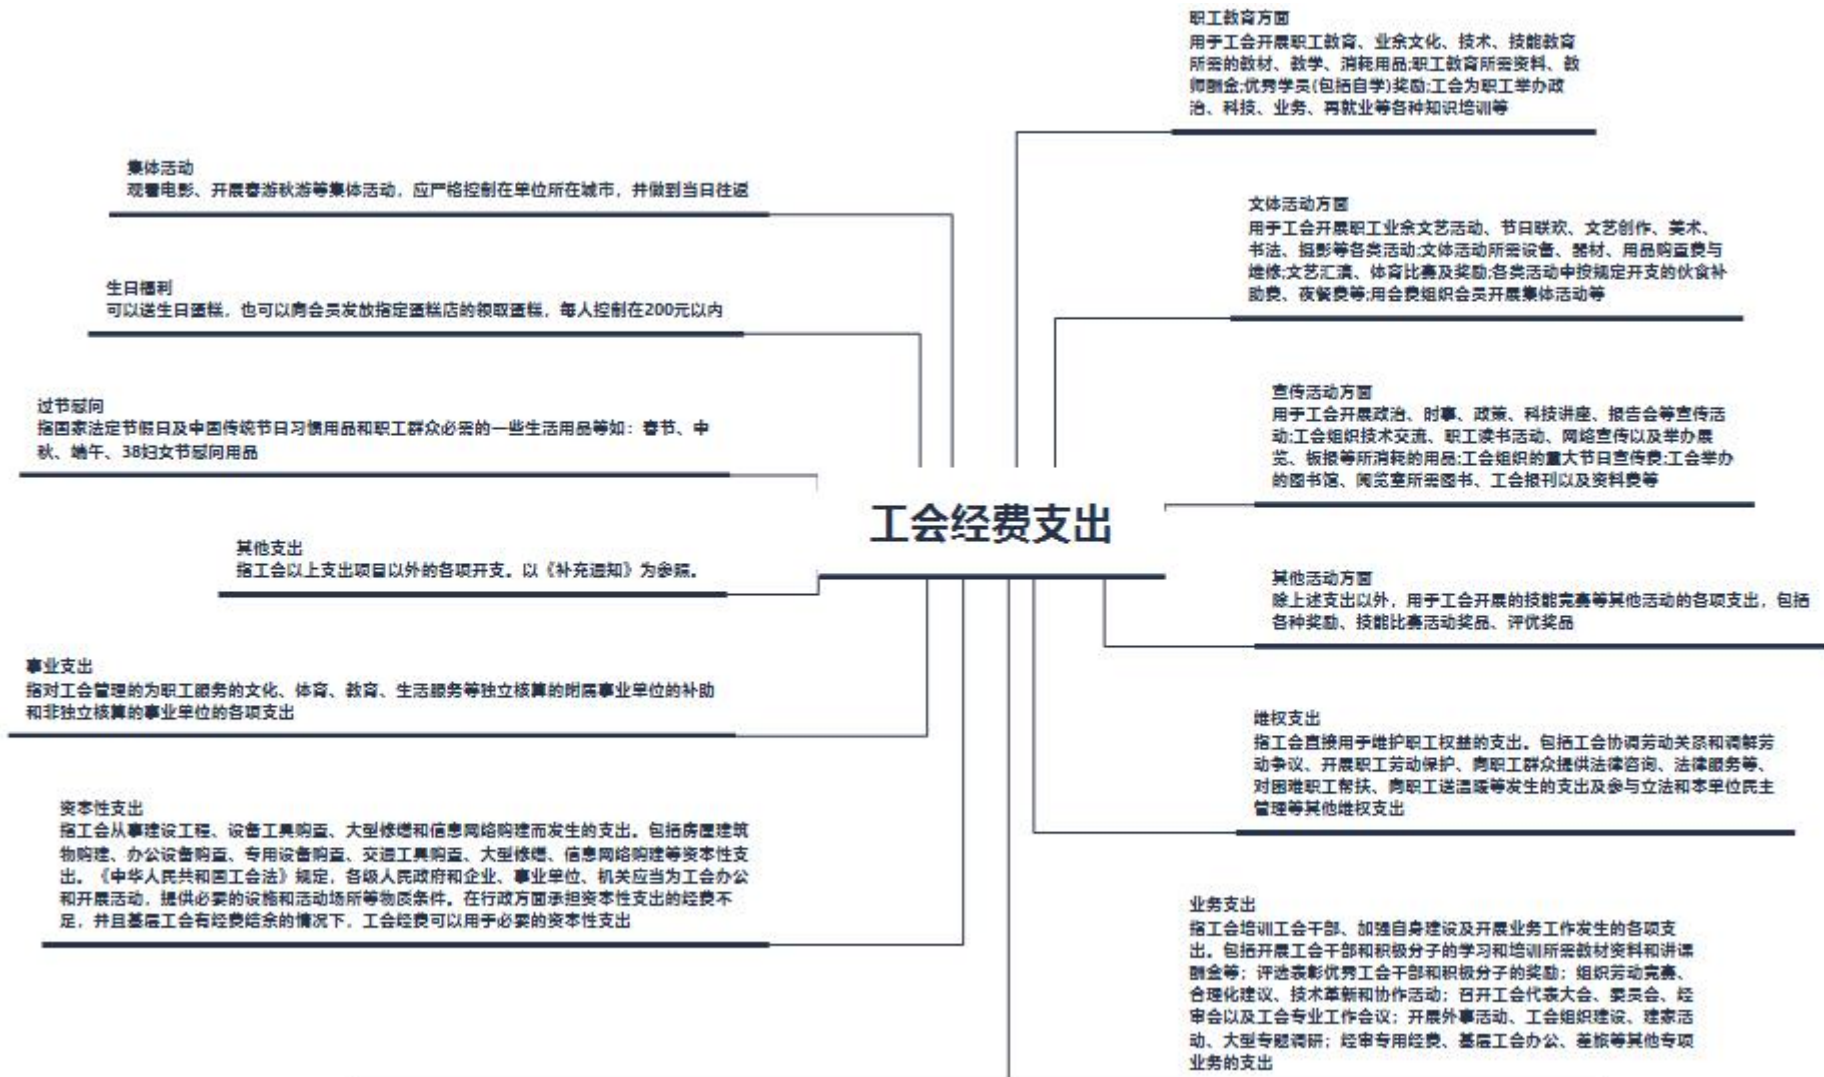 职工教育方面
用于工会开展职工教育、业余文化、技术、技能教育
所需的教材、教学、消耗用品;职工教育所需资料、教
师酬金;优秀学员(包括自学)奖励;工会为职工举办政
治、科技、业务、再就业等各种知识培训等
集体活动
观看电影、开展春游秋游等集体活动，应严格控制在单位所在城市，并做到当日往返
文体活动方面
用于工会开展职工业余文艺活动、节日联欢、文艺创作、美术、
书法、摄影等各类活动;文体活动所需设备、器材、用品购置费与
维修;文艺汇演、体育比赛及奖励;各类活动中按规定开支的伙食补
助费、夜餐费等;用会费组织会员开展集体活动等
生日福利
可以送生日蛋糕，也可以向会员发放指定蛋糕店的领取蛋糕，每人控制在200元以内
宣传活动方面
用于工会开展政治、时事、政策、科技讲座、报告会等宣传活
动;工会组织技术交流、职工读书活动、网络宣传以及举办展
览、板报等所消耗的用品;工会组织的重大节日宣传费;工会举办
的图书馆、阅览室所需图书、工会报刊以及资料费等
过节慰问
指国家法定节假日及中国传统节日习惯用品和职工群众必需的一些生活用品等如：春节、中
秋、端午、38妇女节慰问用品
工会经费支出
其他支出
指工会以上支出项目以外的各项开支。以《补充通知》为参照。
其他活动方面
除上述支出以外，用于工会开展的技能竞赛等其他活动的各项支出，包括
各种奖励、技能比赛活动奖品、评优奖品
事业支出
指对工会管理的为职工服务的文化、体育、教育、生活服务等独立核算的附属事业单位的补助
和非独立核算的事业单位的各项支出
维权支出
指工会直接用于维护职工权益的支出。包括工会协调劳动关系和调解劳
动争议、开展职工劳动保护、向职工群众提供法律咨询、法律服务等、
对困难职工帮扶、向职工送温暖等发生的支出及参与立法和本单位民主
管理等其他维权支出
资本性支出
指工会从事建设工程、设备工具购置、大型修缮和信息网络购建而发生的支出。包括房屋建筑
物购建、办公设备购置、专用设备购置、交通工具购置、大型修缮、信息网络购建等资本性支
出。《中华人民共和国工会法》规定，各级人民政府和企业、事业单位、机关应当为工会办公
和开展活动，提供必要的设施和活动场所等物质条件。在行政方面承担资本性支出的经费不
足，并且基层工会有经费结余的情况下，工会经费可以用于必要的资本性支出
业务支出
指工会培训工会干部、加强自身建设及开展业务工作发生的各项支
出。包括开展工会干部和积极分子的学习和培训所需教材资料和讲课
酬金等；评选表彰优秀工会干部和积极分子的奖励；组织劳动竞赛、
合理化建议、技术革新和协作活动；召开工会代表大会、委员会、经
审会以及工会专业工作会议；开展外事活动、工会组织建设、建家活
动、大型专题调研；经审专用经费、基层工会办公、差旅等其他专项
业务的支出